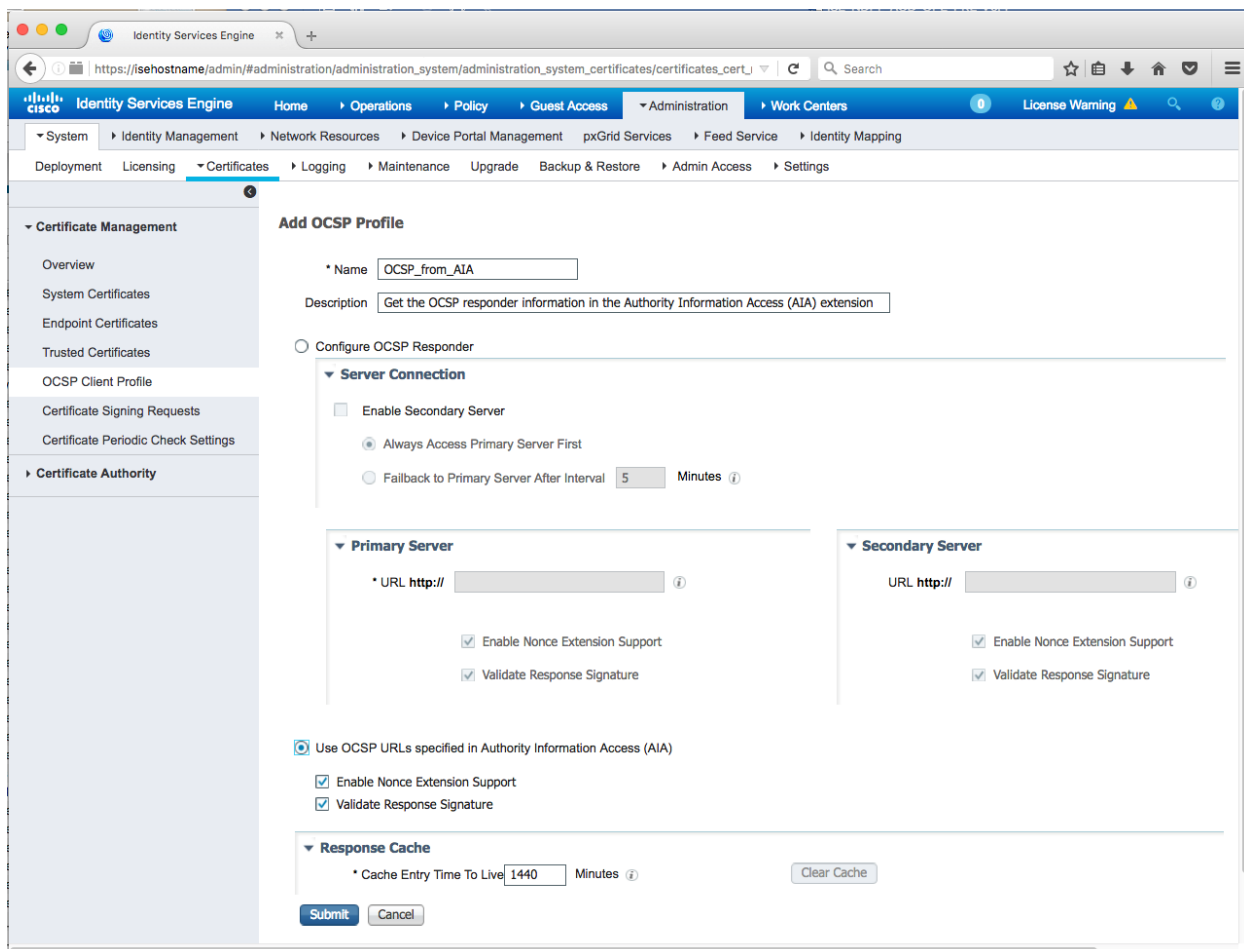 Identity Services Engine
https://isehostname/admin/#administration/administration_system/administration_system_certificates/certificates_cert_
Search
CISCO Identity Services Engine Home Operations Policy Guest Access Administration Work Centers 0 License Warning
System Identity Management Network Resources Device Portal Management pxGrid Services Feed Service Identity Mapping
Deployment Licensing Certificates Logging Maintenance Upgrade Backup & Restore Admin Access Settings
Certificate Management
Overview
System Certificates
Endpoint Certificates
Trusted Certificates
OCSP Client Profile
Certificate Signing Requests
Certificate Periodic Check Settings
Certificate Authority
Add OCSP Profile
* Name OCSP_from_AIA
Description Get the OCSP responder information in the Authority Information Access (AIA) extension
Configure OCSP Responder
Server Connection
Enable Secondary Server
Always Access Primary Server First
Failback to Primary Server After Interval 5 Minutes
Primary Server
* URL http://
Enable Nonce Extension Support
Validate Response Signature
Secondary Server
URL http://
Enable Nonce Extension Support
Validate Response Signature
Use OCSP URLs specified in Authority Information Access (AIA)
Enable Nonce Extension Support
Validate Response Signature
Response Cache
* Cache Entry Time To Live 1440 Minutes Clear Cache
Submit Cancel